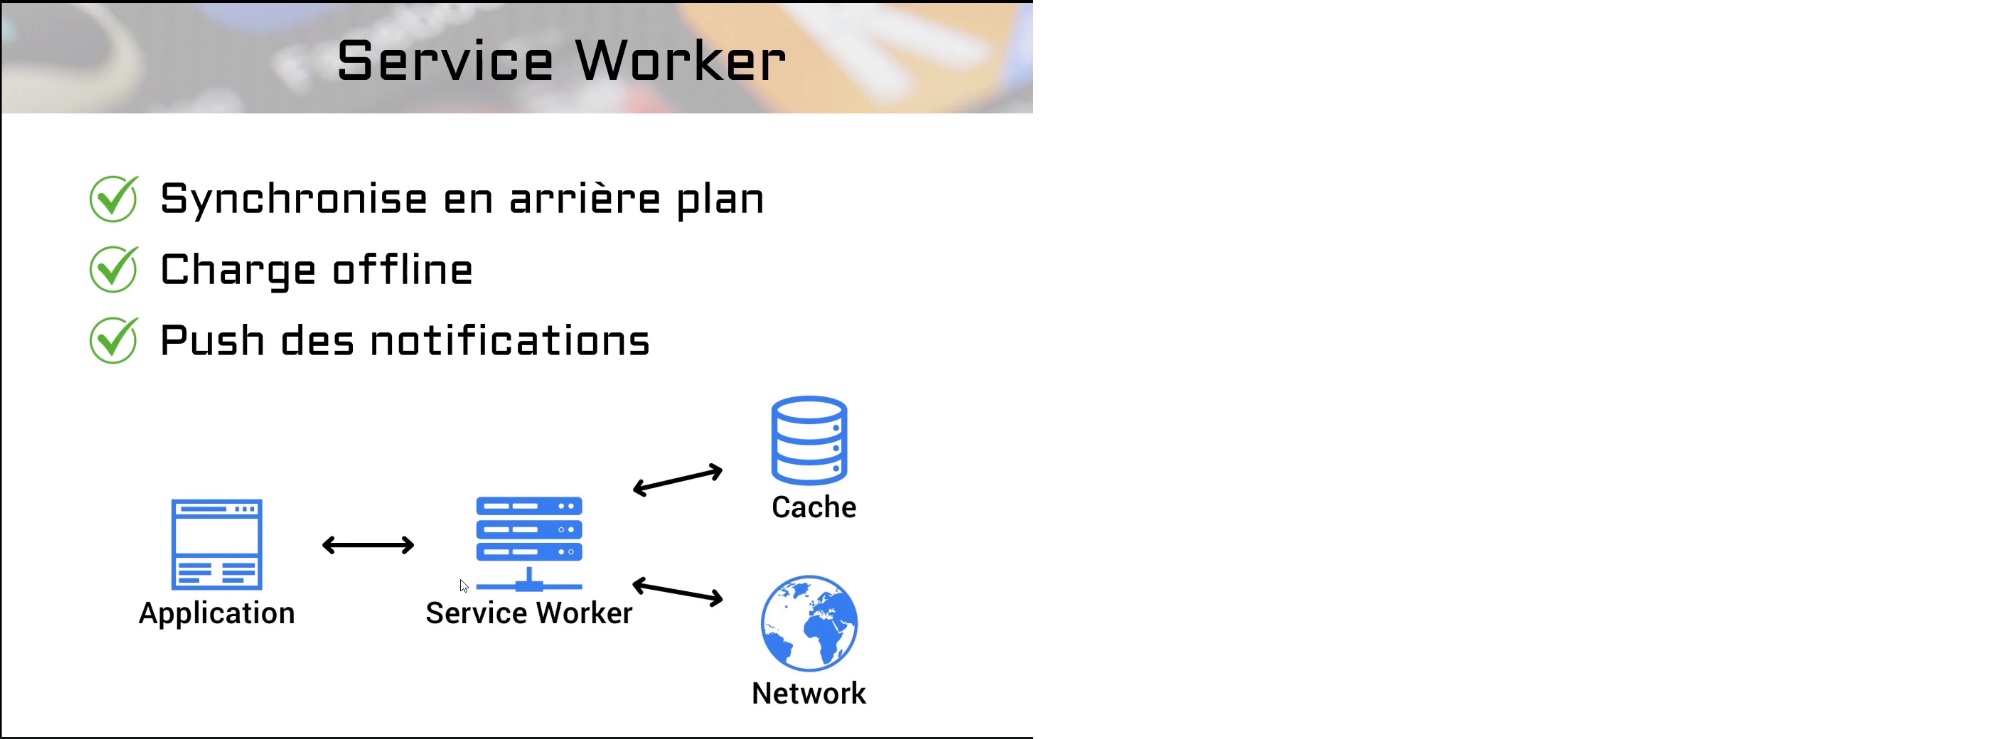 Service Worker
Synchronise en arrière plan
Charge offline
Push des notifications
Cache
Application
Service Worker
Network